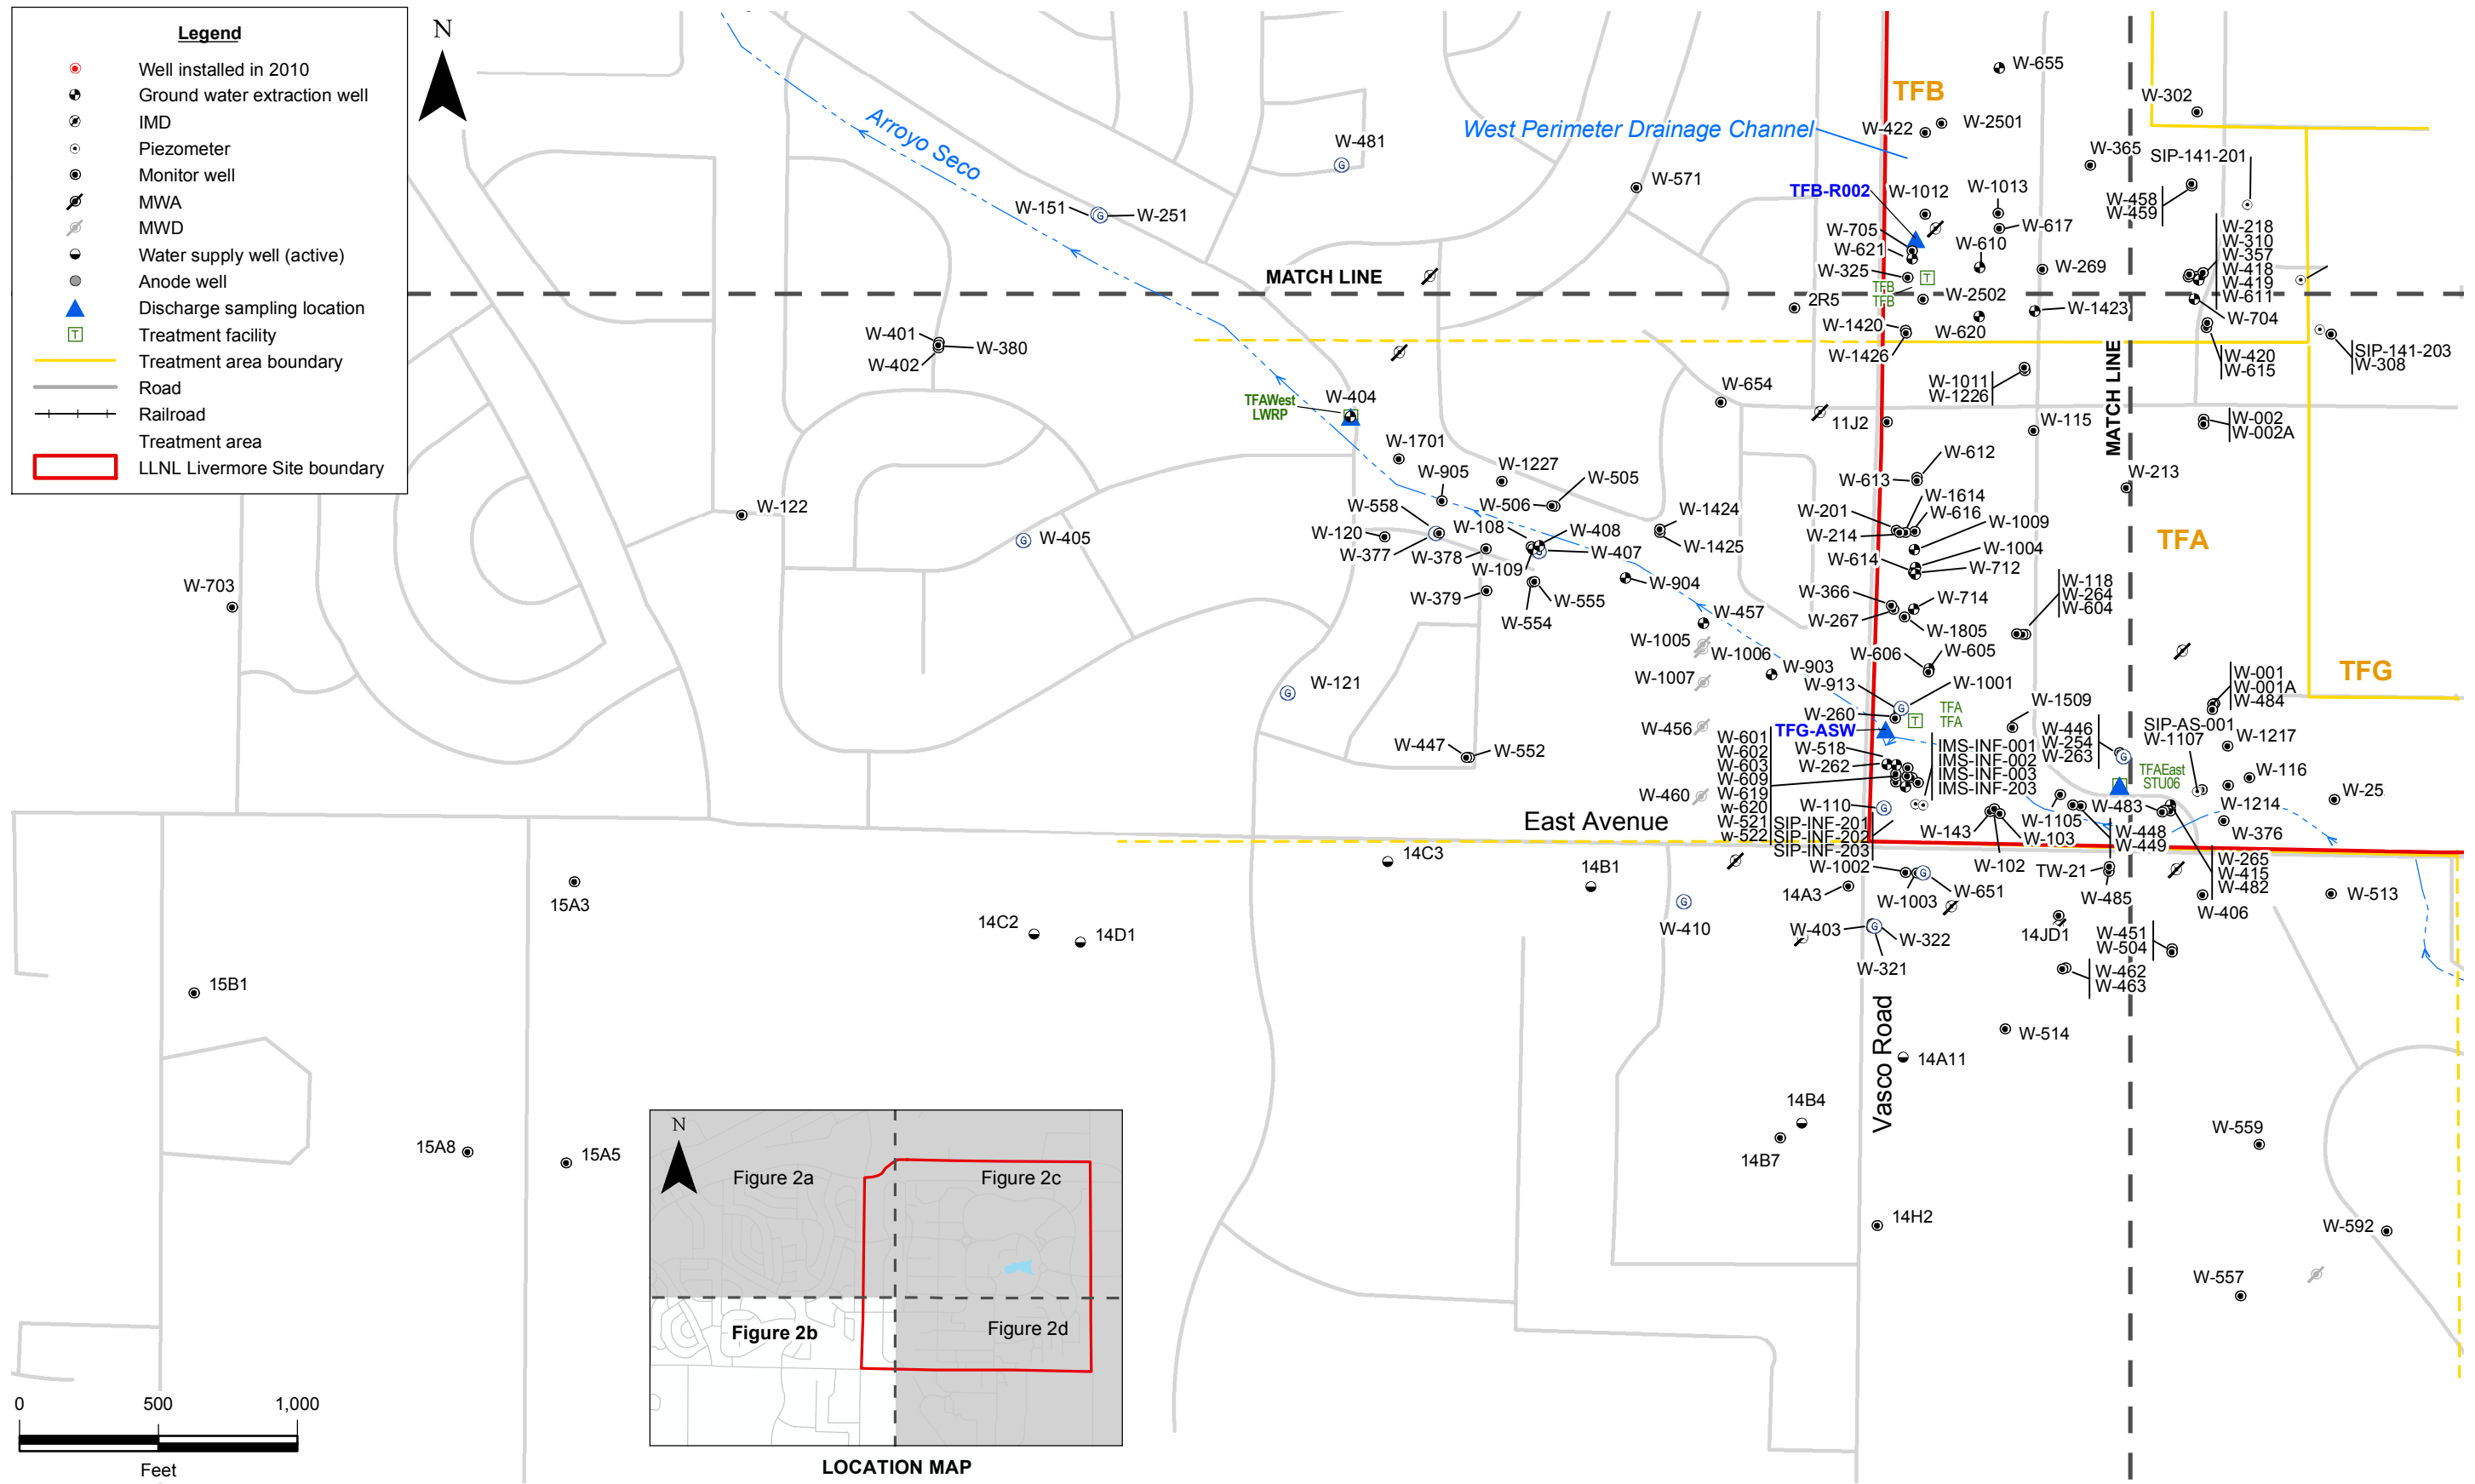 Legend
Well installed in 2010
Ground water extraction well
IMD
Piezometer
Monitor well
MWA
MWD
Water supply well (active)
Anode well
Discharge sampling location
T
Treatment facility
Treatment area boundary
Road
Railroad
Treatment area
LLNL Livermore Site boundary
N
Arroyo Seco
West Perimeter Drainage Channel
TFB
W-655
W-302
W-422
W-2501
W-365
SIP-141-201
W-481
W-571
TFB-R002
W-1012
W-1013
W-458
W-459
W-151
G
W-251
W-705
W-621
W-610
W-617
W-218
W-310
W-357
W-418
W-419
W-611
MATCH LINE
W-325
T
TFB
TFB
W-269
2R5
W-2502
W-1423
W-704
W-401
W-402
W-380
W-1420
W-620
W-1426
MATCH LINE
W-420
W-615
SIP-141-203
W-308
TFAWest
LWRP
W-404
W-654
W-1011
W-1226
11J2
W-115
W-002
W-002A
W-1701
W-905
W-1227
W-505
W-506
W-612
W-613
W-213
W-122
W-558
W-108
W-408
W-1424
W-1425
W-201
W-214
W-1614
W-616
W-1009
TFA
W-405
W-120
W-377
W-378
W-109
W-407
W-614
W-1004
W-712
W-703
W-379
W-555
W-554
W-904
W-457
W-366
W-267
W-714
W-1805
W-118
W-264
W-604
W-1005
W-1006
W-1007
W-903
W-606
W-605
W-121
W-913
W-1001
TFG
W-001
W-001A
W-484
W-260
T
TFA
TFA
W-1509
W-456
TFG-ASW
W-446
W-254
W-263
SIP-AS-001
W-1107
W-1217
W-447
W-552
W-601
W-602
W-603
W-609
W-619
w-620
W-521
w-522
W-518
W-262
IMS-INF-001
IMS-INF-002
IMS-INF-003
IMS-INF-203
TFAEast
STU06
W-116
W-25
W-460
W-110
SIP-INF-201
SIP-INF-202
SIP-INF-203
W-143
W-102
W-103
W-1105
W-483
W-448
W-449
W-1214
W-376
East Avenue
14C3
14B1
W-1002
14A3
W-1003
W-651
TW-21
W-485
W-265
W-415
W-482
W-406
W-513
15A3
14C2
14D1
W-410
W-403
W-322
W-321
14JD1
W-451
W-504
W-462
W-463
15B1
Vasco Road
W-514
14A11
15A8
15A5
14B4
14B7
W-559
14H2
W-592
W-557
N
Figure 2a
Figure 2c
Figure 2b
Figure 2d
LOCATION MAP
0 500 1,000
Feet